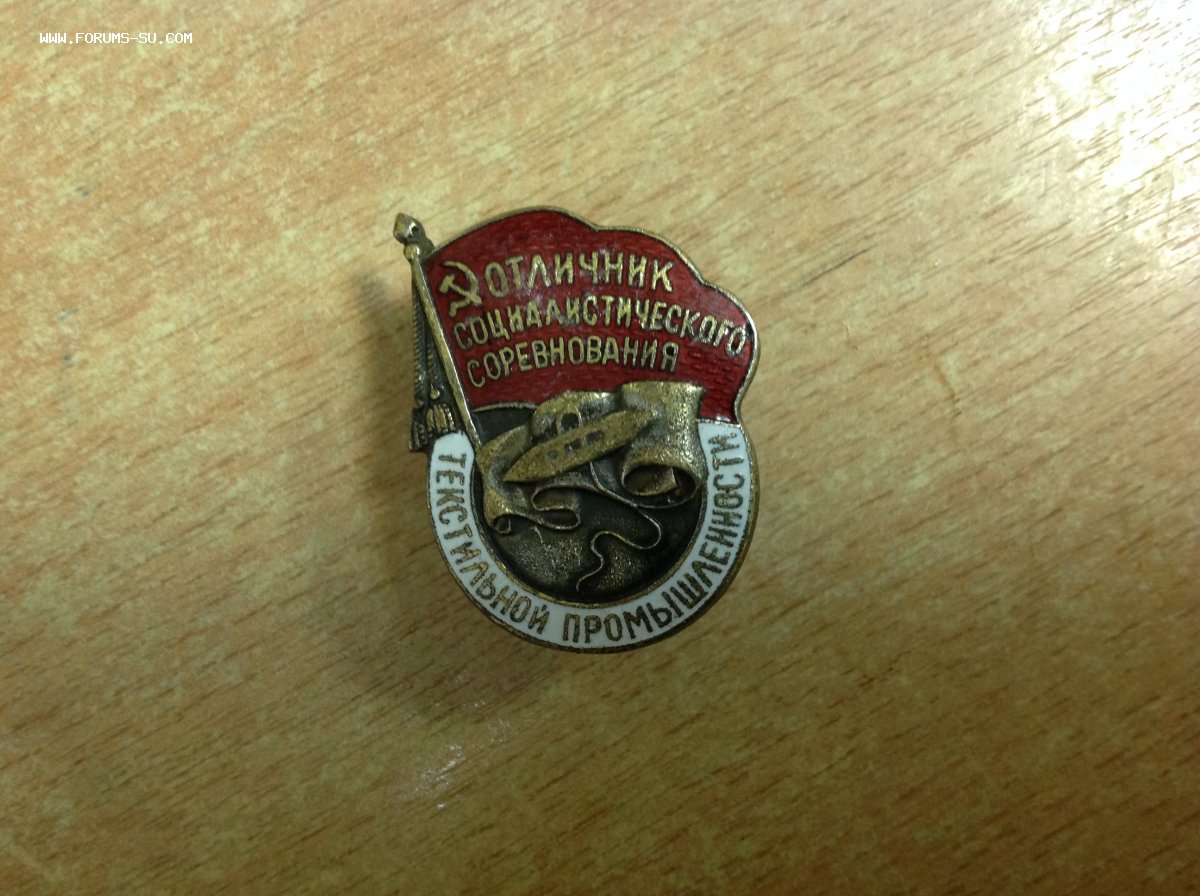 WWW.FORUMS-SU.COM
ОТЛИЧНИК
СОЦИАЛИСТИЧЕСКОГО
СОРЕВНОВАНИЯ
ТЕКСТИЛЬНОЙ ПРОМЫШЛЕННОСТИ